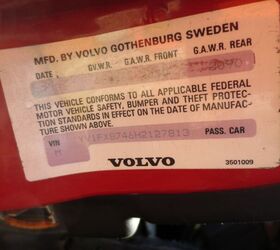 MFD. BY VOLVO GOTHENBURG SWEDEN
DATE G.V.W.R. G.A.W.R. FRONT G.A.W.R. REAR
THIS VEHICLE CONFORMS TO ALL APPLICABLE FEDERAL
MOTOR VEHICLE SAFETY, BUMPER AND THEFT PROTEC-
TION STANDARDS IN EFFECT ON THE DATE OF MANUFAC-
TURE SHOWN ABOVE.
VIN PASS. CAR
VOLVO
3501009